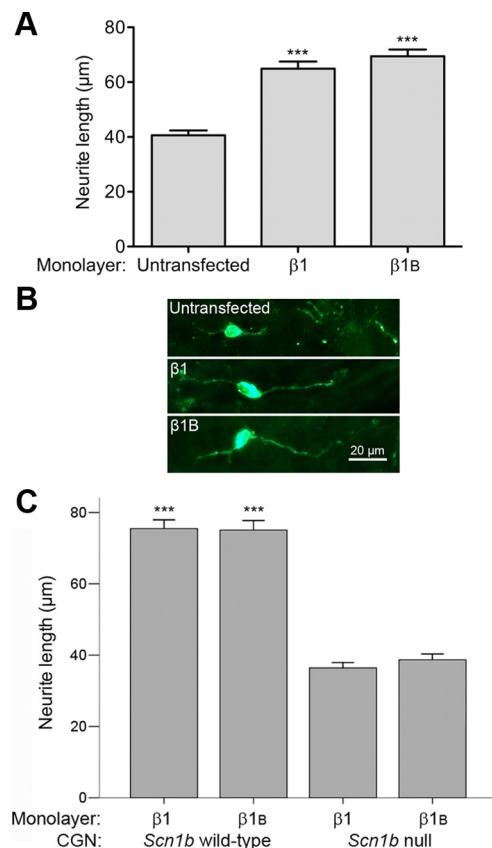 A
Neurite length (μm)
80
60
40
20
0
***
***
Monolayer: Untransfected β1 β1B
B
Untransfected
β1
β1B
20 μm
C
Neurite length (μm)
80
60
40
20
0
***
***
Monolayer: β1 β1B β1 β1B
CGN: Scn1b wild-type Scn1b null